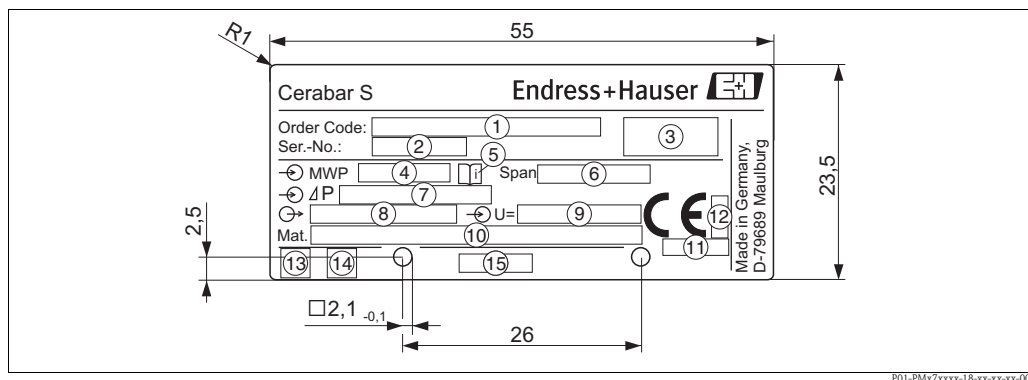 R1
55
Cerabar S
Endress+Hauser
Order Code:
1
Ser.-No.:
2
3
MWP
4
5
i
Span
6
⊿P
7
8
U=
9
CE
12
Mat.
10
11
13
14
15
Made in Germany,
D-79689 Maulburg
23,5
2,5
□2,1 -0,1
26
P01-PMx7xxxx-18-xx-xx-xx-00